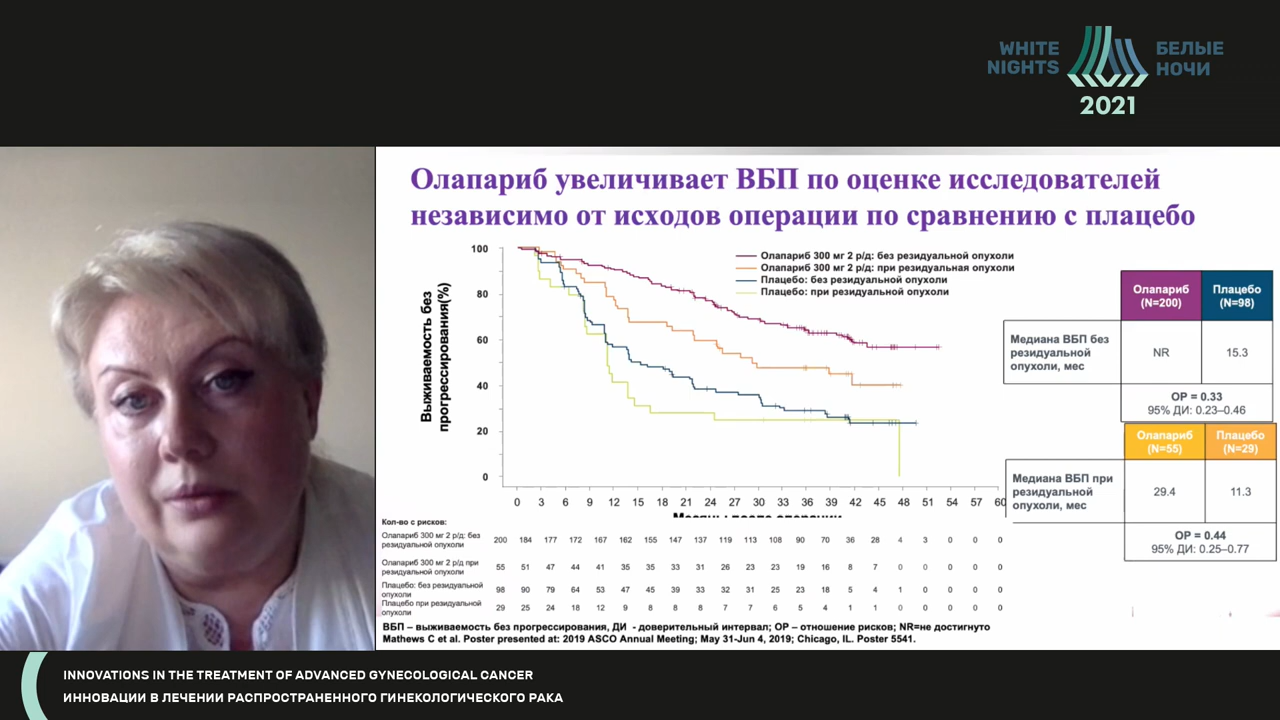 WHITE NIGHTS
БЕЛЫЕ НОЧИ
2021
Олапариб увеличивает ВБП по оценке исследователей
независимо от исходов операции по сравнению с плацебо
Выживаемость без
прогрессирования(%)
100
80
60
40
20
0
Олапариб 300 мг 2 р/д: без резидуальной опухоли
Олапариб 300 мг 2 р/д: при резидуальная опухоли
Плацебо: без резидуальной опухоли
Плацебо: при резидуальной опухоли
0 3 6 9 12 15 18 21 24 27 30 33 36 39 42 45 48 51 54 57 60
Месяцы после операции
Олапариб (N=200)
Плацебо (N=98)
Медиана ВБП без
резидуальной
опухоли, мес
NR
15.3
ОР = 0.33
95% ДИ: 0.23–0.46
Олапариб (N=55)
Плацебо (N=29)
Медиана ВБП при
резидуальной
опухоли, мес
29.4
11.3
ОР = 0.44
95% ДИ: 0.25–0.77
Кол-во с рисков:
Олапариб 300 мг 2 р/д: без
резидуальной опухоли
200 184 177 172 167 162 155 147 137 119 113 108 90 70 36 28 4 3 0 0 0
Олапариб 300 мг 2 р/д при
резидуальной опухоли
55 51 47 44 41 35 35 33 31 26 23 23 19 16 8 7 0 0 0 0 0
Плацебо: без резидуальной
опухоли
98 90 79 64 53 47 45 39 33 32 31 25 23 18 5 4 1 0 0 0 0
Плацебо при резидуальной
опухоли
29 25 24 18 12 9 8 8 8 7 7 6 5 4 1 1 0 0 0 0 0
ВБП – выживаемость без прогрессирования, ДИ - доверительный интервал; ОР – отношение рисков; NR=не достигнуто
Mathews C et al. Poster presented at: 2019 ASCO Annual Meeting; May 31-Jun 4, 2019; Chicago, IL. Poster 5541.
INNOVATIONS IN THE TREATMENT OF ADVANCED GYNECOLOGICAL CANCER
ИННОВАЦИИ В ЛЕЧЕНИИ РАСПРОСТРАНЕННОГО ГИНЕКОЛОГИЧЕСКОГО РАКА